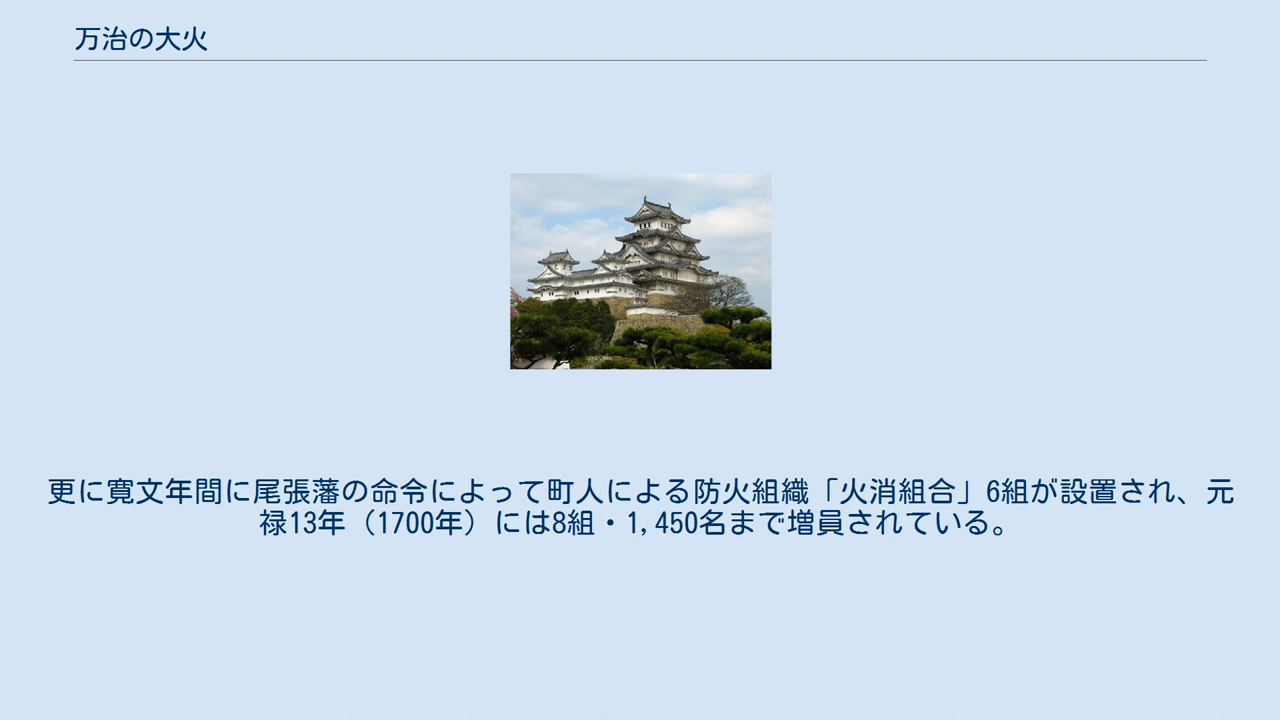 万治の大火
更に寛文年間に尾張藩の命令によって町人による防火組織「火消組合」6組が設置され、元
禄13年（1700年）には8組・1,450名まで増員されている。